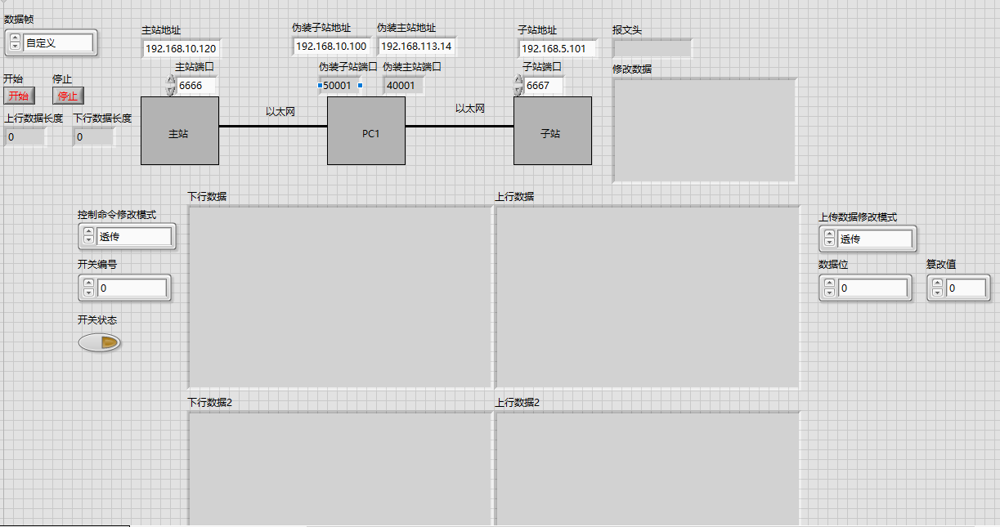 数据帧
自定义
主站地址
192.168.10.120
伪装子站地址
192.168.10.100
伪装主站地址
192.168.113.14
子站地址
192.168.5.101
报文头
主站端口
6666
伪装子站端口
50001
伪装主站端口
40001
子站端口
6667
修改数据
开始
开始
停止
停止
上行数据长度
0
下行数据长度
0
主站
以太网
PC1
以太网
子站
下行数据
上行数据
控制命令修改模式
透传
开关编号
0
开关状态
上传数据修改模式
透传
数据位
0
篡改值
0
下行数据2
上行数据2